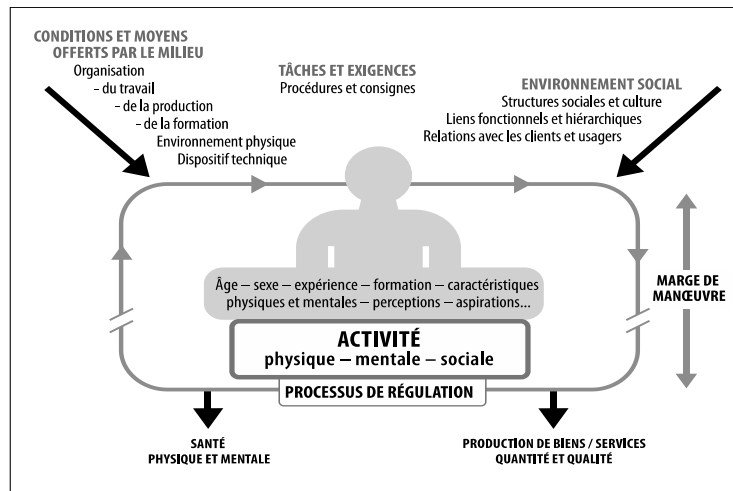 CONDITIONS ET MOYENS
OFFERTS PAR LE MILIEU
Organisation
– du travail
– de la production
– de la formation
Environnement physique
Dispositif technique
TÂCHES ET EXIGENCES
Procédures et consignes
ENVIRONNEMENT SOCIAL
Structures sociales et culture
Liens fonctionnels et hiérarchiques
Relations avec les clients et usagers
Âge – sexe – expérience – formation – caractéristiques
physiques et mentales – perceptions – aspirations...
MARGE DE
MANŒUVRE
ACTIVITÉ
physique – mentale – sociale
PROCESSUS DE RÉGULATION
SANTÉ
PHYSIQUE ET MENTALE
PRODUCTION DE BIENS / SERVICES
QUANTITÉ ET QUALITÉ